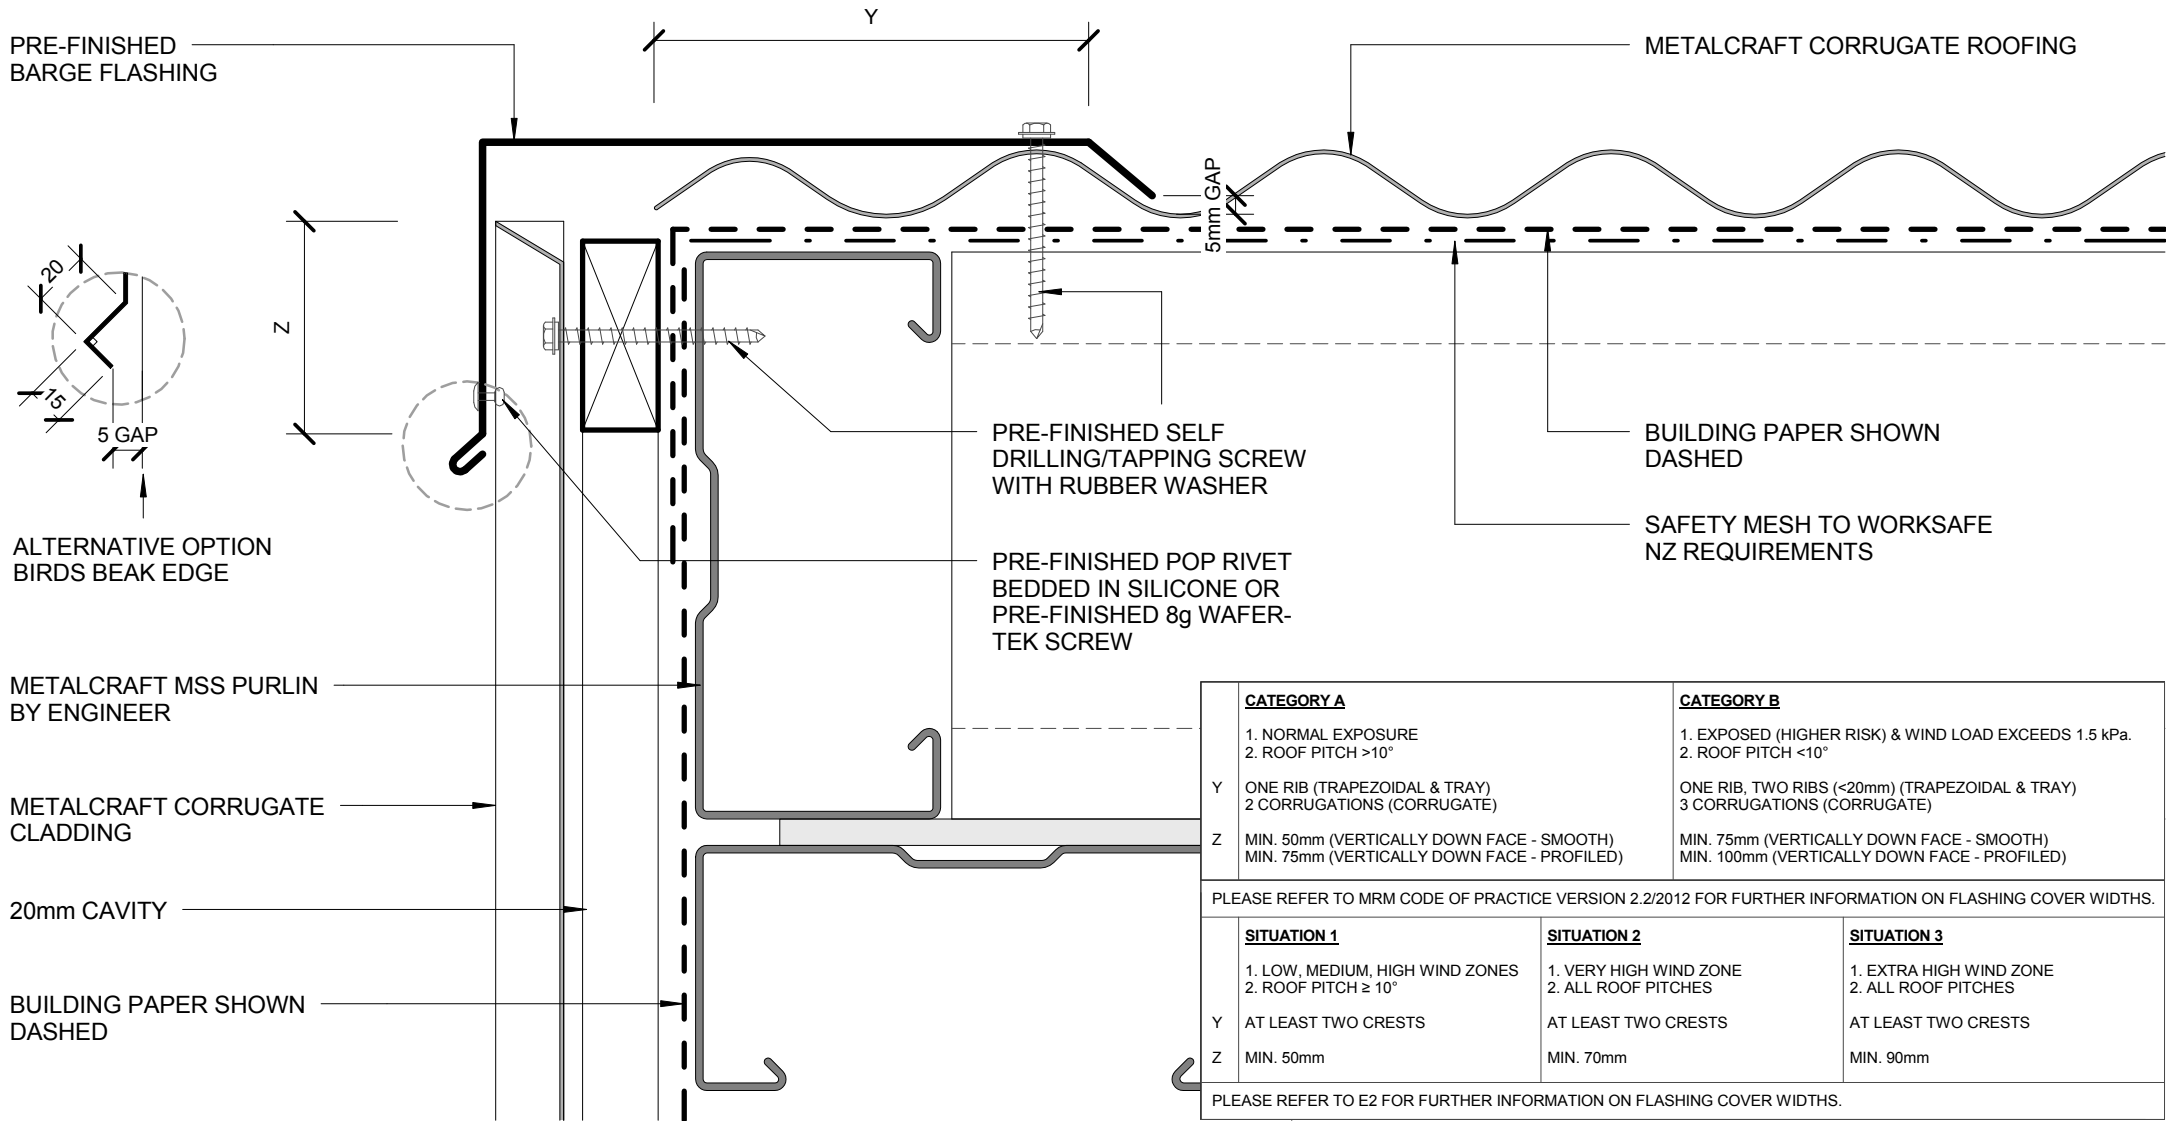 Y
PRE-FINISHED
BARGE FLASHING
METALCRAFT CORRUGATE ROOFING
5mm GAP
20
15
5 GAP
Z
ALTERNATIVE OPTION
BIRDS BEAK EDGE
PRE-FINISHED SELF
DRILLING/TAPPING SCREW
WITH RUBBER WASHER
BUILDING PAPER SHOWN
DASHED
SAFETY MESH TO WORKSAFE
NZ REQUIREMENTS
PRE-FINISHED POP RIVET
BEDDED IN SILICONE OR
PRE-FINISHED 8g WAFER-
TEK SCREW
METALCRAFT MSS PURLIN
BY ENGINEER
METALCRAFT CORRUGATE
CLADDING
20mm CAVITY
BUILDING PAPER SHOWN
DASHED
CATEGORY A
1. NORMAL EXPOSURE
2. ROOF PITCH >10°
Y ONE RIB (TRAPEZOIDAL & TRAY)
2 CORRUGATIONS (CORRUGATE)
Z MIN. 50mm (VERTICALLY DOWN FACE - SMOOTH)
MIN. 75mm (VERTICALLY DOWN FACE - PROFILED)
CATEGORY B
1. EXPOSED (HIGHER RISK) & WIND LOAD EXCEEDS 1.5 kPa.
2. ROOF PITCH <10°
ONE RIB, TWO RIBS (<20mm) (TRAPEZOIDAL & TRAY)
3 CORRUGATIONS (CORRUGATE)
MIN. 75mm (VERTICALLY DOWN FACE - SMOOTH)
MIN. 100mm (VERTICALLY DOWN FACE - PROFILED)
PLEASE REFER TO MRM CODE OF PRACTICE VERSION 2.2/2012 FOR FURTHER INFORMATION ON FLASHING COVER WIDTHS.
SITUATION 1
1. LOW, MEDIUM, HIGH WIND ZONES
2. ROOF PITCH ≥ 10°
Y AT LEAST TWO CRESTS
Z MIN. 50mm
SITUATION 2
1. VERY HIGH WIND ZONE
2. ALL ROOF PITCHES
AT LEAST TWO CRESTS
MIN. 70mm
SITUATION 3
1. EXTRA HIGH WIND ZONE
2. ALL ROOF PITCHES
AT LEAST TWO CRESTS
MIN. 90mm
PLEASE REFER TO E2 FOR FURTHER INFORMATION ON FLASHING COVER WIDTHS.